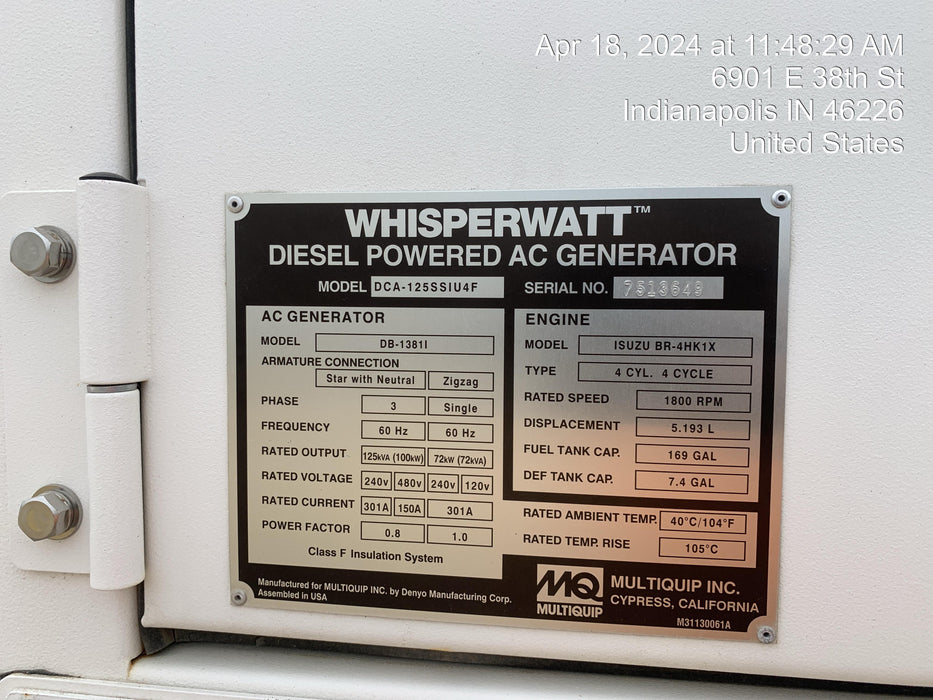 Apr 18, 2024 at 11:48:29 AM
6901 E 38th St
Indianapolis IN 46226
United States
WHISPERWATT™
DIESEL POWERED AC GENERATOR
MODEL DCA-125SSIU4F SERIAL NO. 7513649
AC GENERATOR
MODEL DB-1381I
ARMATURE CONNECTION
Star with Neutral Zigzag
PHASE 3 Single
FREQUENCY 60 Hz 60 Hz
RATED OUTPUT 125kVA (100kW) 72kW (72kVA)
RATED VOLTAGE 240V 480V 240V 120V
RATED CURRENT 301A 150A 301A
POWER FACTOR 0.8 1.0
Class F Insulation System
ENGINE
MODEL ISUZU BR-4HK1X
TYPE 4 CYL. 4 CYCLE
RATED SPEED 1800 RPM
DISPLACEMENT 5.193 L
FUEL TANK CAP. 169 GAL
DEF TANK CAP. 7.4 GAL
RATED AMBIENT TEMP. 40°C/104°F
RATED TEMP. RISE 105°C
Manufactured for MULTIQUIP INC. by Denyo Manufacturing Corp.
Assembled in USA
MQ
MULTIQUIP
MULTIQUIP INC.
CYPRESS, CALIFORNIA
M31130061A